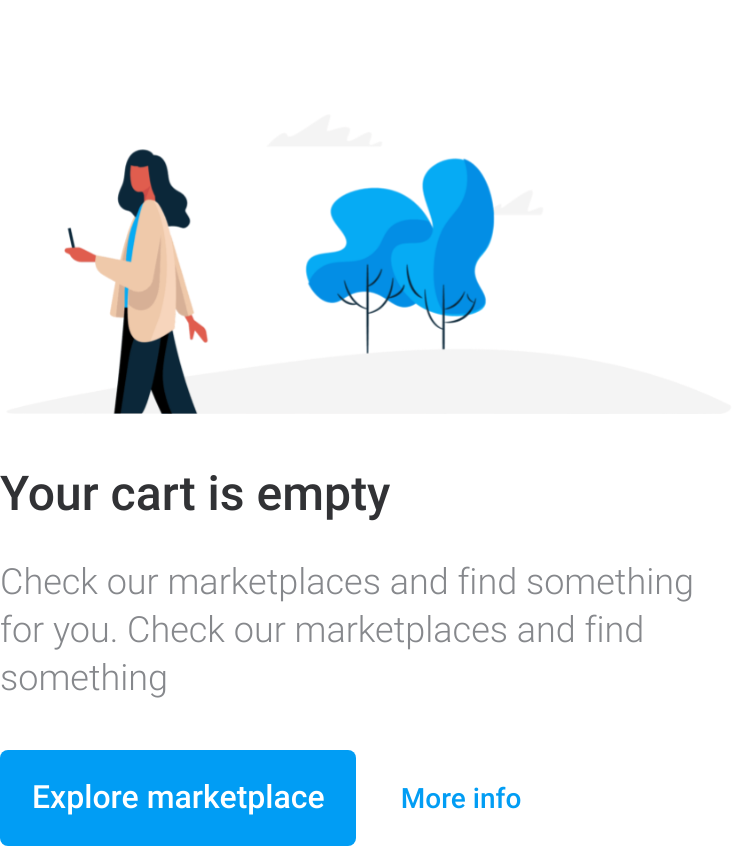 Your cart is empty
Check our marketplaces and find something
for you. Check our marketplaces and find
something
Explore marketplace
More info